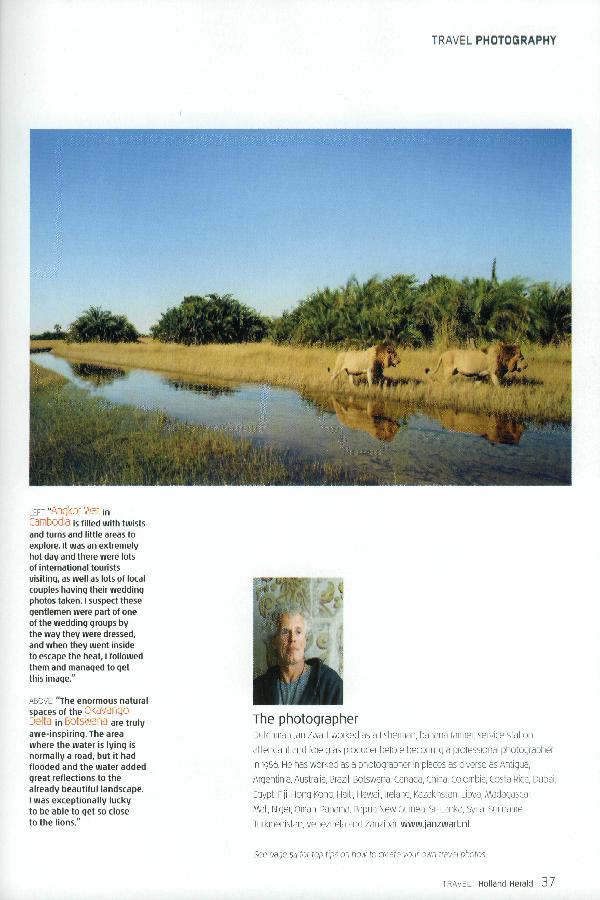 TRAVEL PHOTOGRAPHY
LEFT "Angkor Wat in
Cambodia is filled with twists
and turns and little areas to
explore. It was an extremely
hot day and there were lots
of international tourists
visiting, as well as lots of local
couples having their wedding
photos taken. I suspect these
gentlemen were part of one
of the wedding groups by
the way they were dressed,
and when they went inside
to escape the heat, I followed
them and managed to get
this image."
ABOVE "The enormous natural
spaces of the Okavango
Delta in Botswana are truly
awe-inspiring. The area
where the water is lying is
normally a road, but it had
flooded and the water added
great reflections to the
already beautiful landscape.
I was exceptionally lucky
to be able to get so close
to the lions."
The photographer
Dutchman Jan Zwart worked as a fisherman, banana farmer, service station
attendant and foie gras producer before becoming a professional photographer
in 1986. He has worked as a photographer in places as diverse as Antigua,
Argentinia, Australia, Brazil, Botswana, Canada, China, Colombia, Costa Rica, Dubai,
Egypt, Fiji, Hong Kong, Haiti, Hawaii, Ireland, Kazakhstan, Libya, Madagascar,
Mali, Niger, Oman, Panama, Papua New Guinea, Sri Lanka, Syria, Suriname,
Turkmenistan, Venezuela and Zanzibar. www.janzwart.nl
See page 54 for top tips on how to create your own travel photos
TRAVEL Holland Herald 37